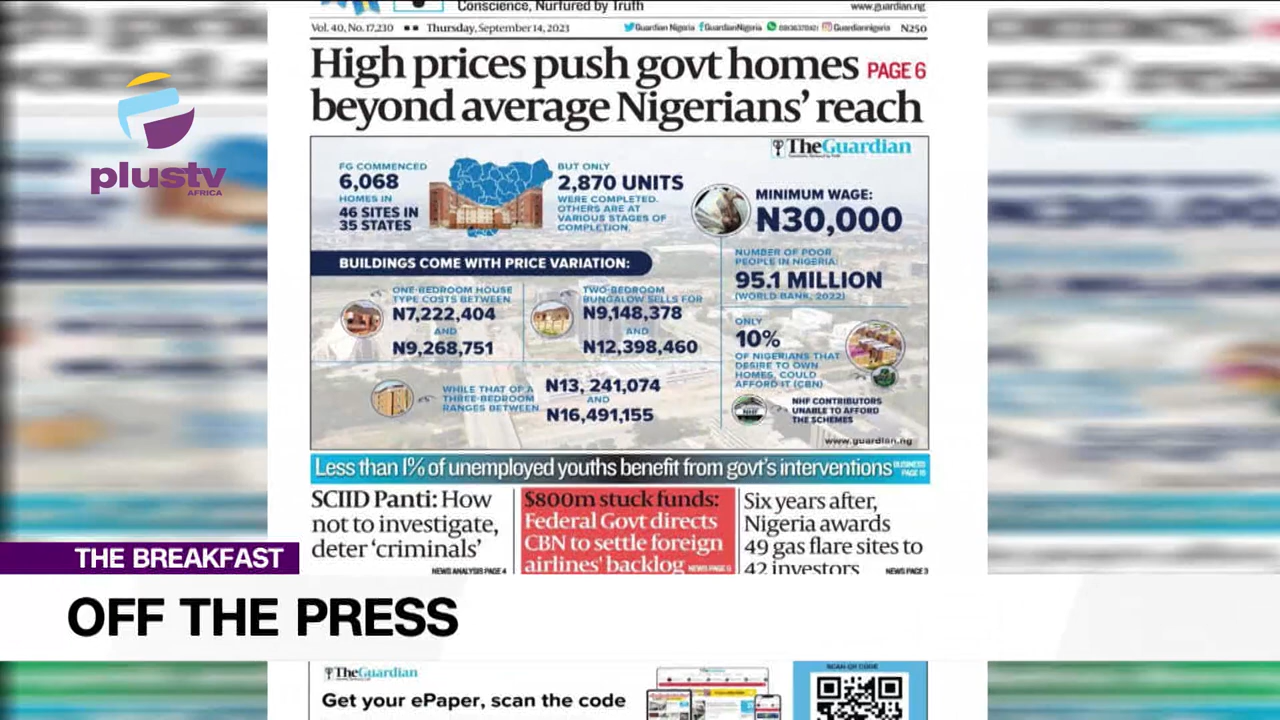 Conscience, Nurtured by Truth
www.guardian.ng
Vol. 40, No. 17,230 Thursday, September 14, 2023 Guardian Nigeria GuardianNigeria Guardiannigeria N250
High prices push govt homes PAGE 6
beyond average Nigerians' reach
plustv
AFRICA
TheGuardian
FG COMMENCED
6,068
HOMES IN
46 SITES IN
35 STATES
BUT ONLY
2,870 UNITS
WERE COMPLETED.
OTHERS ARE AT
VARIOUS STAGES OF
COMPLETION.
MINIMUM WAGE:
N30,000
BUILDINGS COME WITH PRICE VARIATION:
NUMBER OF POOR
PEOPLE IN NIGERIA:
95.1 MILLION
(WORLD BANK, 2022)
ONE-BEDROOM HOUSE
TYPE COSTS BETWEEN
N7,222,404
AND
N9,268,751
TWO-BEDROOM
BUNGALOW SELLS FOR
N9,148,378
AND
N12,398,460
ONLY
10%
OF NIGERIANS THAT
DESIRE TO OWN
HOMES, COULD
AFFORD IT (CBN)
WHILE THAT OF A
THREE-BEDROOM
RANGES BETWEEN
N13, 241,074
AND
N16,491,155
NHF
NHF CONTRIBUTORS
UNABLE TO AFFORD
THE SCHEMES
www.guardian.ng
Less than 1% of unemployed youths benefit from govt's interventions BUSINESS
SCIID Panti: How
not to investigate,
deter 'criminals'
NEWS ANALYSIS PAGE 4
$800m stuck funds:
Federal Govt directs
CBN to settle foreign
airlines' backlog
Six years after,
Nigeria awards
49 gas flare sites to
42 investors NEWS PAGE 3
THE BREAKFAST
OFF THE PRESS
TheGuardian
Get your ePaper, scan the code
SCAN QR CODE